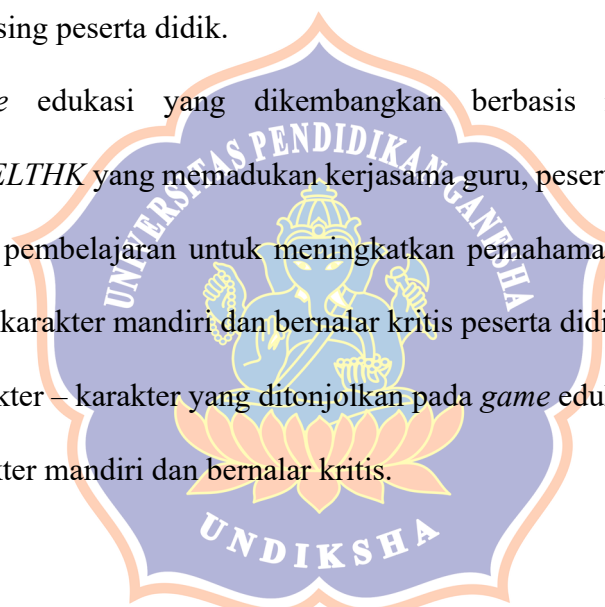 sing peserta didik.
e edukasi yang dikembangkan berbasis
ELTHK yang memadukan kerjasama guru, peser
pembelajaran untuk meningkatkan pemahama
karakter mandiri dan bernalar kritis peserta didi
kter – karakter yang ditonjolkan pada game edu
kter mandiri dan bernalar kritis.
UNIVERSITAS PENDIDIKAN GANESHA
UNDIKSHA